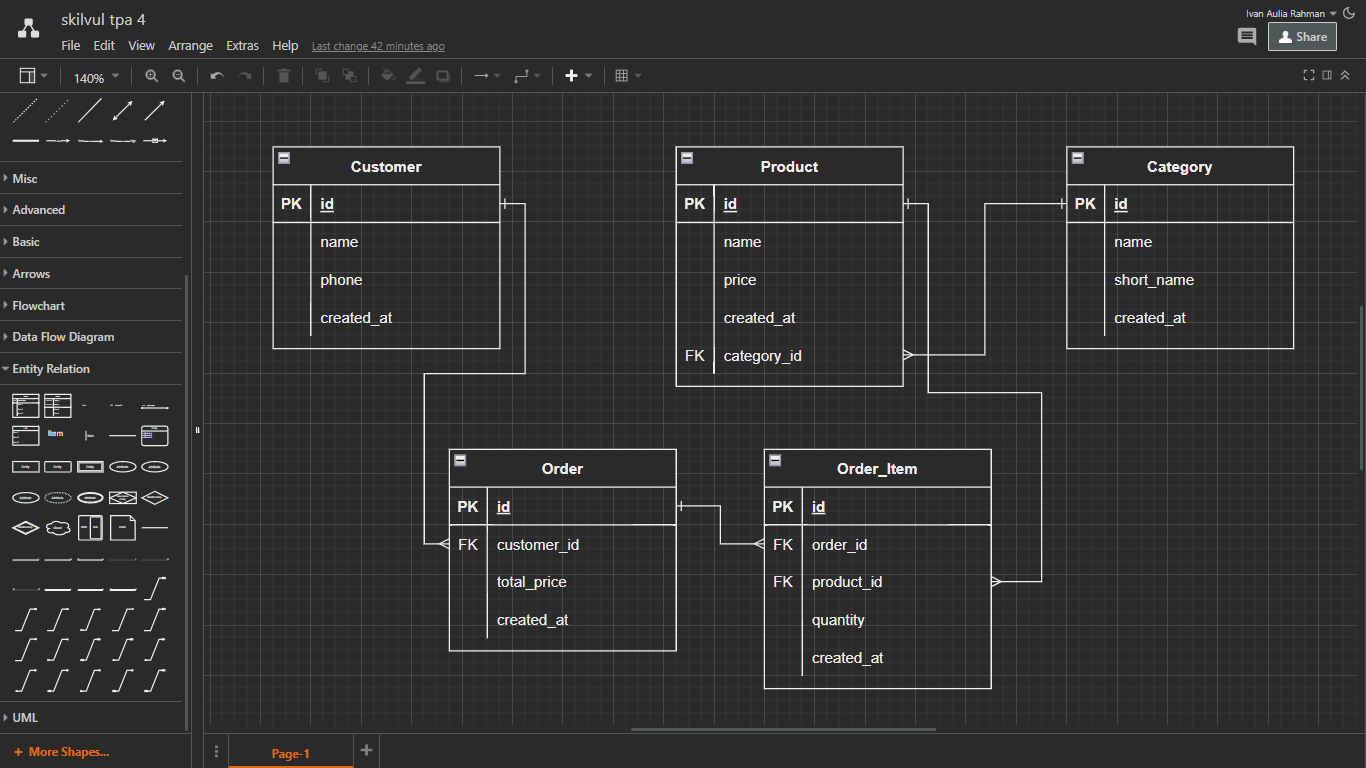 skilvul tpa 4
Ivan Aulia Rahman
File Edit View Arrange Extras Help Last change 42 minutes ago
Share
140%
Misc
Advanced
Basic
Arrows
Flowchart
Data Flow Diagram
Entity Relation
Item
UML
+ More Shapes...
Customer
PK id
name
phone
created_at
Product
PK id
name
price
created_at
FK category_id
Category
PK id
name
short_name
created_at
Order
PK id
FK customer_id
total_price
created_at
Order_Item
PK id
FK order_id
FK product_id
quantity
created_at
Page-1